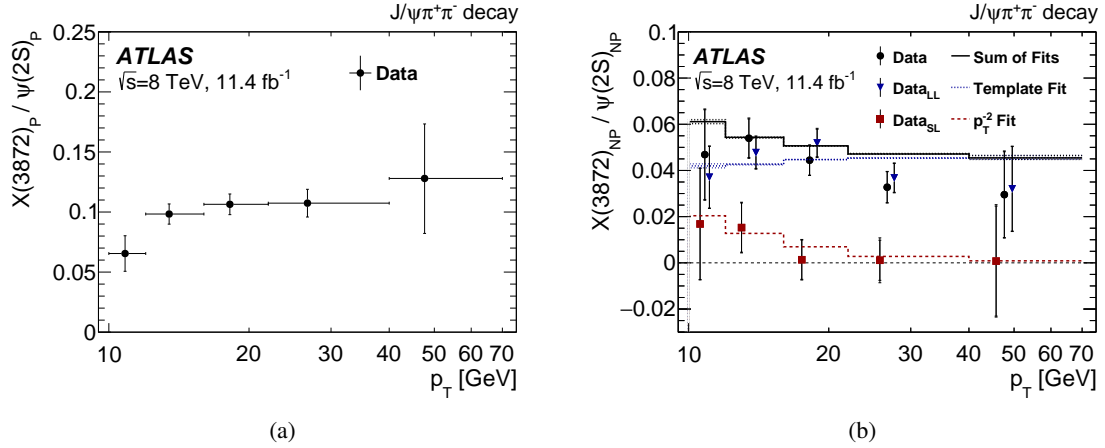 J/ψπ⁺π⁻ decay
X(3872)_P / ψ(2S)_P
0.25
0.2
0.15
0.1
0.05
0
ATLAS
√s=8 TeV, 11.4 fb⁻¹
Data
10 20 30 40 50 60 70
p_T [GeV]
(a)
J/ψπ⁺π⁻ decay
X(3872)_NP / ψ(2S)_NP
0.1
0.08
0.06
0.04
0.02
0
−0.02
ATLAS
√s=8 TeV, 11.4 fb⁻¹
Data
Data_LL
Data_SL
Sum of Fits
Template Fit
p_T⁻² Fit
10 20 30 40 50 60 70
p_T [GeV]
(b)